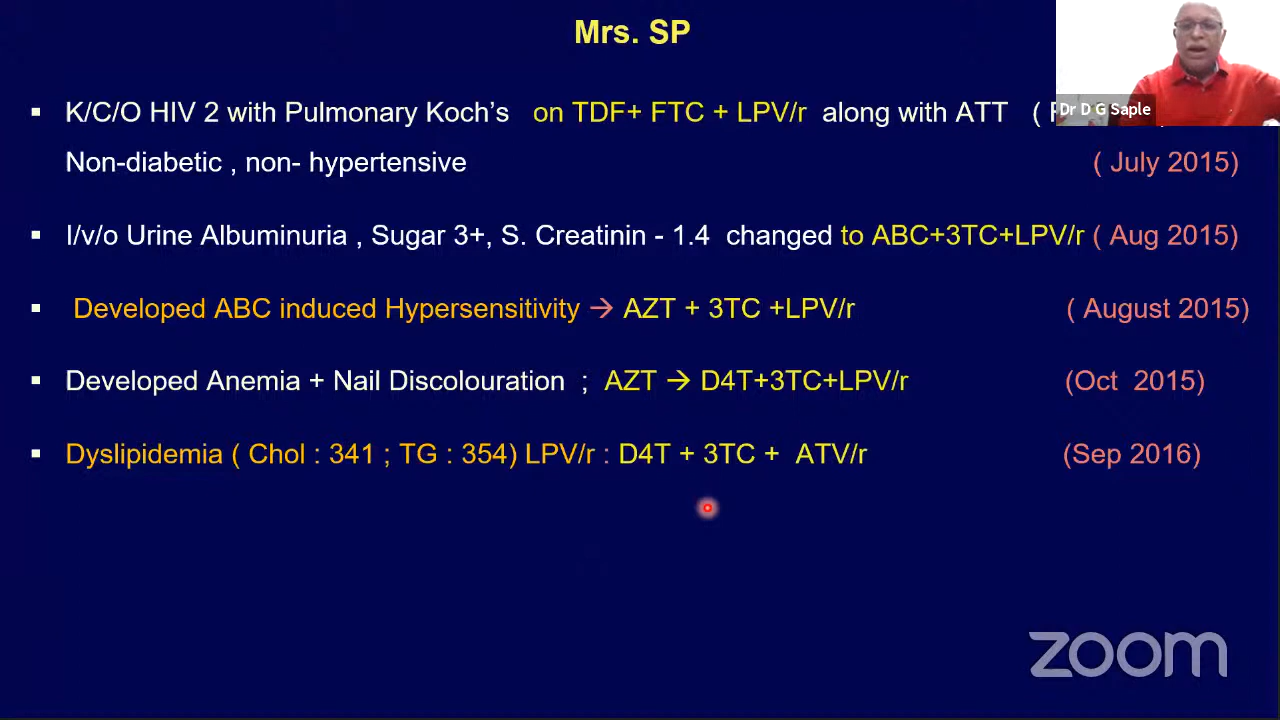 Mrs. SP
▪ K/C/O HIV 2 with Pulmonary Koch’s on TDF+ FTC + LPV/r along with ATT (
Dr D G Saple
Non-diabetic , non- hypertensive ( July 2015)
▪ I/v/o Urine Albuminuria , Sugar 3+, S. Creatinin - 1.4 changed to ABC+3TC+LPV/r ( Aug 2015)
▪ Developed ABC induced Hypersensitivity → AZT + 3TC +LPV/r ( August 2015)
▪ Developed Anemia + Nail Discolouration ; AZT → D4T+3TC+LPV/r (Oct 2015)
▪ Dyslipidemia ( Chol : 341 ; TG : 354) LPV/r : D4T + 3TC + ATV/r (Sep 2016)
zoom